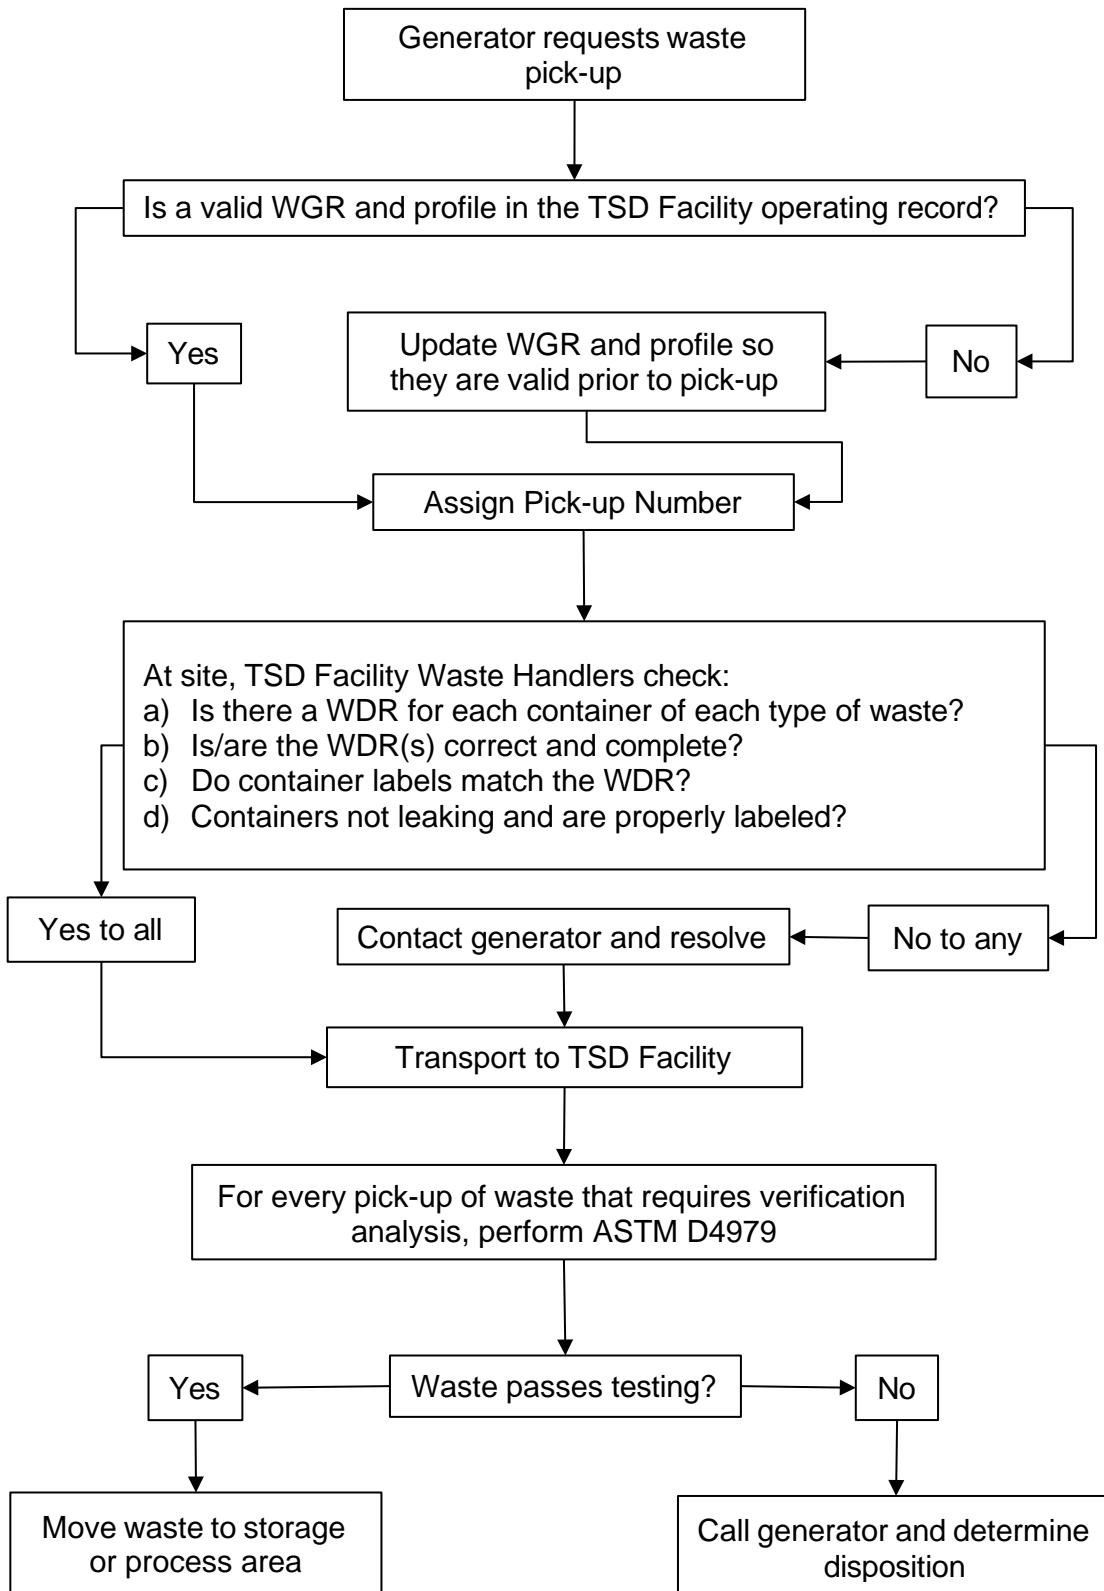 Generator requests waste
pick-up
Is a valid WGR and profile in the TSD Facility operating record?
Yes
Update WGR and profile so
they are valid prior to pick-up
No
Assign Pick-up Number
At site, TSD Facility Waste Handlers check:
a) Is there a WDR for each container of each type of waste?
b) Is/are the WDR(s) correct and complete?
c) Do container labels match the WDR?
d) Containers not leaking and are properly labeled?
Yes to all
Contact generator and resolve
No to any
Transport to TSD Facility
For every pick-up of waste that requires verification
analysis, perform ASTM D4979
Yes
Waste passes testing?
No
Move waste to storage
or process area
Call generator and determine
disposition